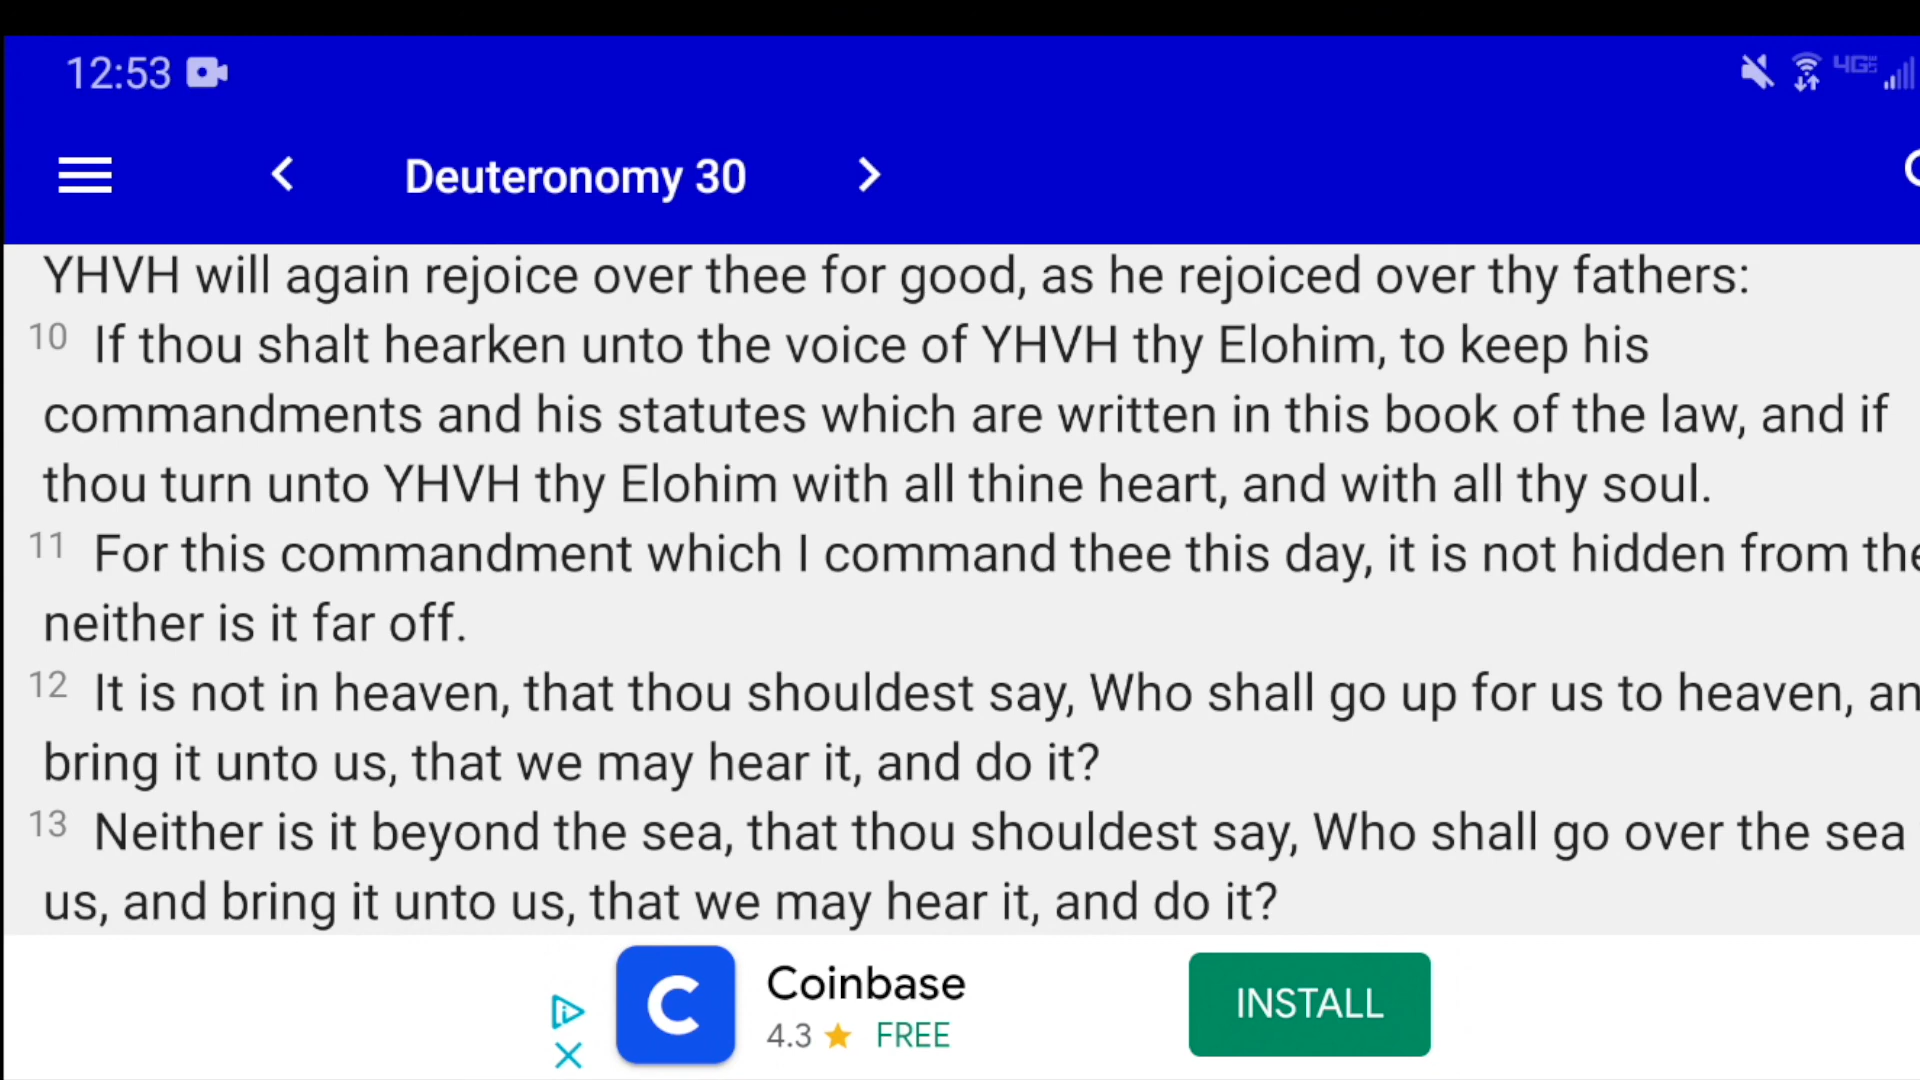 12:53
4G
Deuteronomy 30
YHVH will again rejoice over thee for good, as he rejoiced over thy fathers:
10 If thou shalt hearken unto the voice of YHVH thy Elohim, to keep his
commandments and his statutes which are written in this book of the law, and if
thou turn unto YHVH thy Elohim with all thine heart, and with all thy soul.
11 For this commandment which I command thee this day, it is not hidden from
neither is it far off.
12 It is not in heaven, that thou shouldest say, Who shall go up for us to heaven,
bring it unto us, that we may hear it, and do it?
13 Neither is it beyond the sea, that thou shouldest say, Who shall go over the sea
us, and bring it unto us, that we may hear it, and do it?
C
Coinbase
4.3 ★ FREE
INSTALL